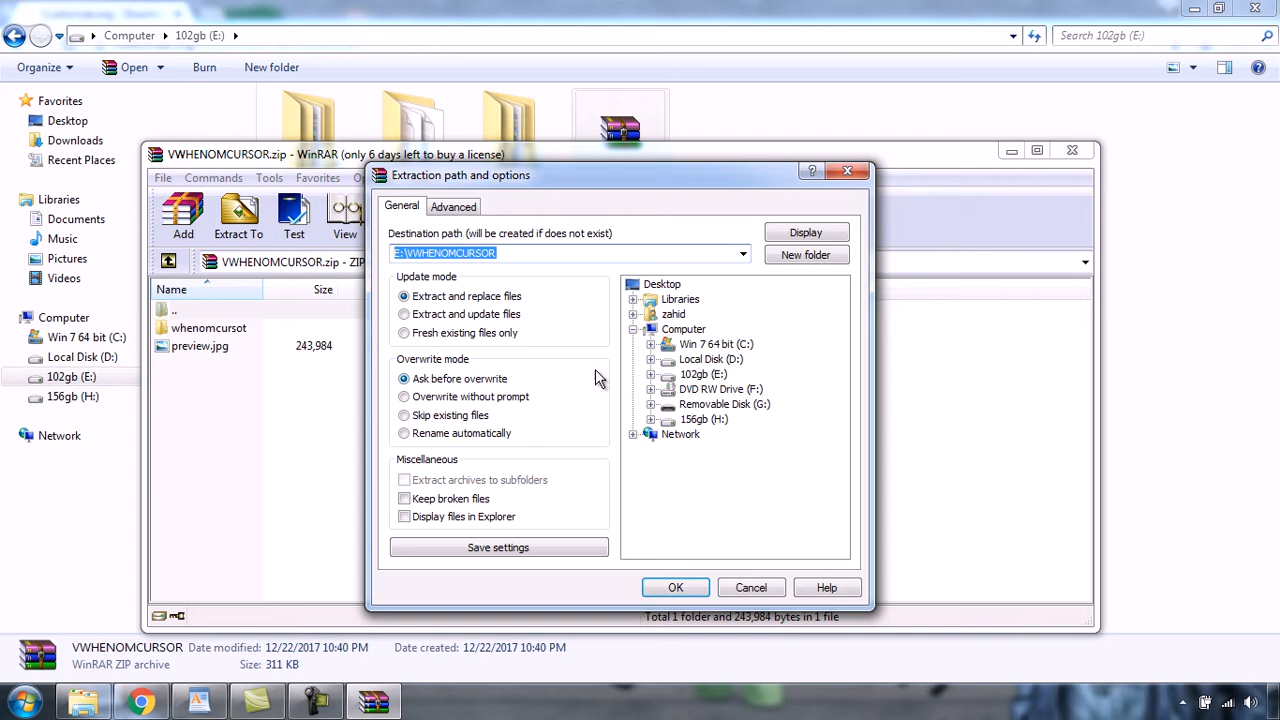 Computer
102gb (E:)
Search 102gb (E:)
Organize
Open
Burn
New folder
Favorites
Desktop
Downloads
Recent Places
Libraries
Documents
Music
Pictures
Videos
Computer
Win 7 64 bit (C:)
Local Disk (D:)
102gb (E:)
156gb (H:)
Network
VWHENOMCURSOR.zip - WinRAR (only 6 days left to buy a license)
File Commands Tools Favorites
Add
Extract To
Test
View
VWHENOMCURSOR.zip - ZIP
Name
Size
..
whenomcursot
preview.jpg
243,984
Total 1 folder and 243,984 bytes in 1 file
Extraction path and options
?
General
Advanced
Destination path (will be created if does not exist)
E:\VWHENOMCURSOR
Display
New folder
Update mode
Extract and replace files
Extract and update files
Fresh existing files only
Overwrite mode
Ask before overwrite
Overwrite without prompt
Skip existing files
Rename automatically
Miscellaneous
Extract archives to subfolders
Keep broken files
Display files in Explorer
Save settings
Desktop
Libraries
zahid
Computer
Win 7 64 bit (C:)
Local Disk (D:)
102gb (E:)
DVD RW Drive (F:)
Removable Disk (G:)
156gb (H:)
Network
OK
Cancel
Help
VWHENOMCURSOR
Date modified: 12/22/2017 10:40 PM
Date created: 12/22/2017 10:40 PM
WinRAR ZIP archive
Size: 311 KB